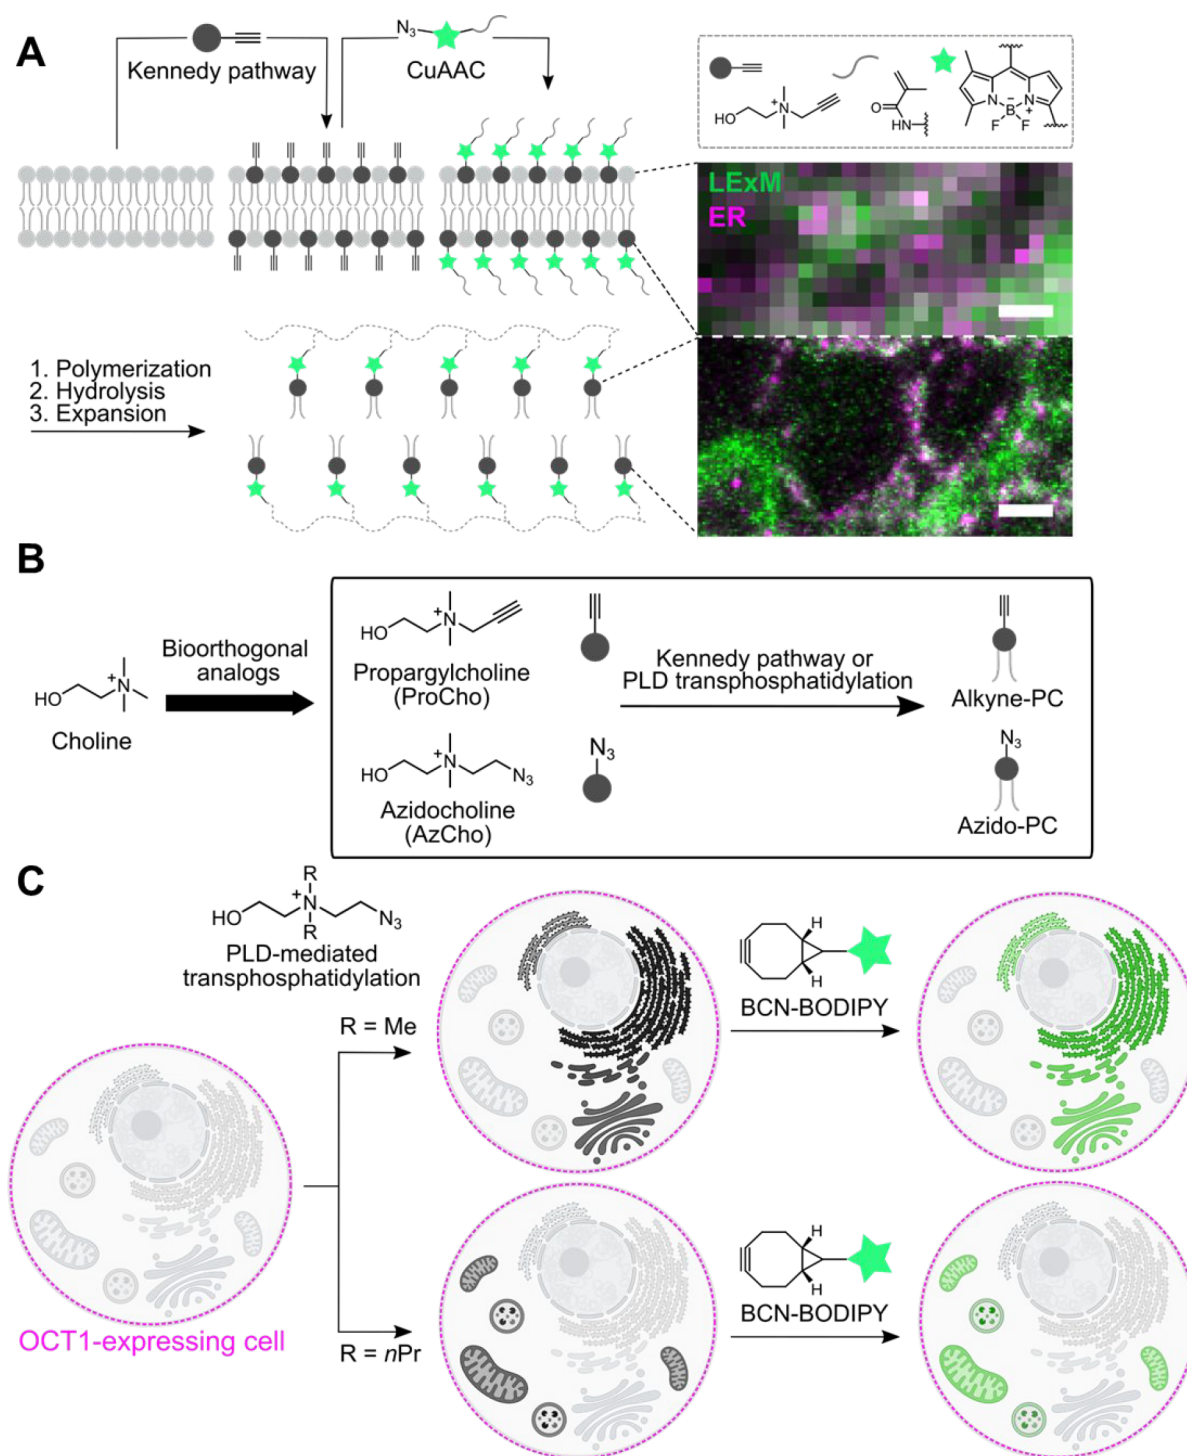 A
Kennedy pathway
N3
CuAAC
HO
+
N
O
HN
N
N
+
B
−
F
F
LExM
ER
1. Polymerization
2. Hydrolysis
3. Expansion
B
Choline
HO
+
N
Bioorthogonal
analogs
HO
+
N
Propargylcholine
(ProCho)
HO
+
N
N3
Azidocholine
(AzCho)
N3
Kennedy pathway or
PLD transphosphatidylation
Alkyne-PC
N3
Azido-PC
C
R
+
HO
N
N3
R
PLD-mediated
transphosphatidylation
R = Me
H
H
BCN-BODIPY
OCT1-expressing cell
R = nPr
H
H
BCN-BODIPY